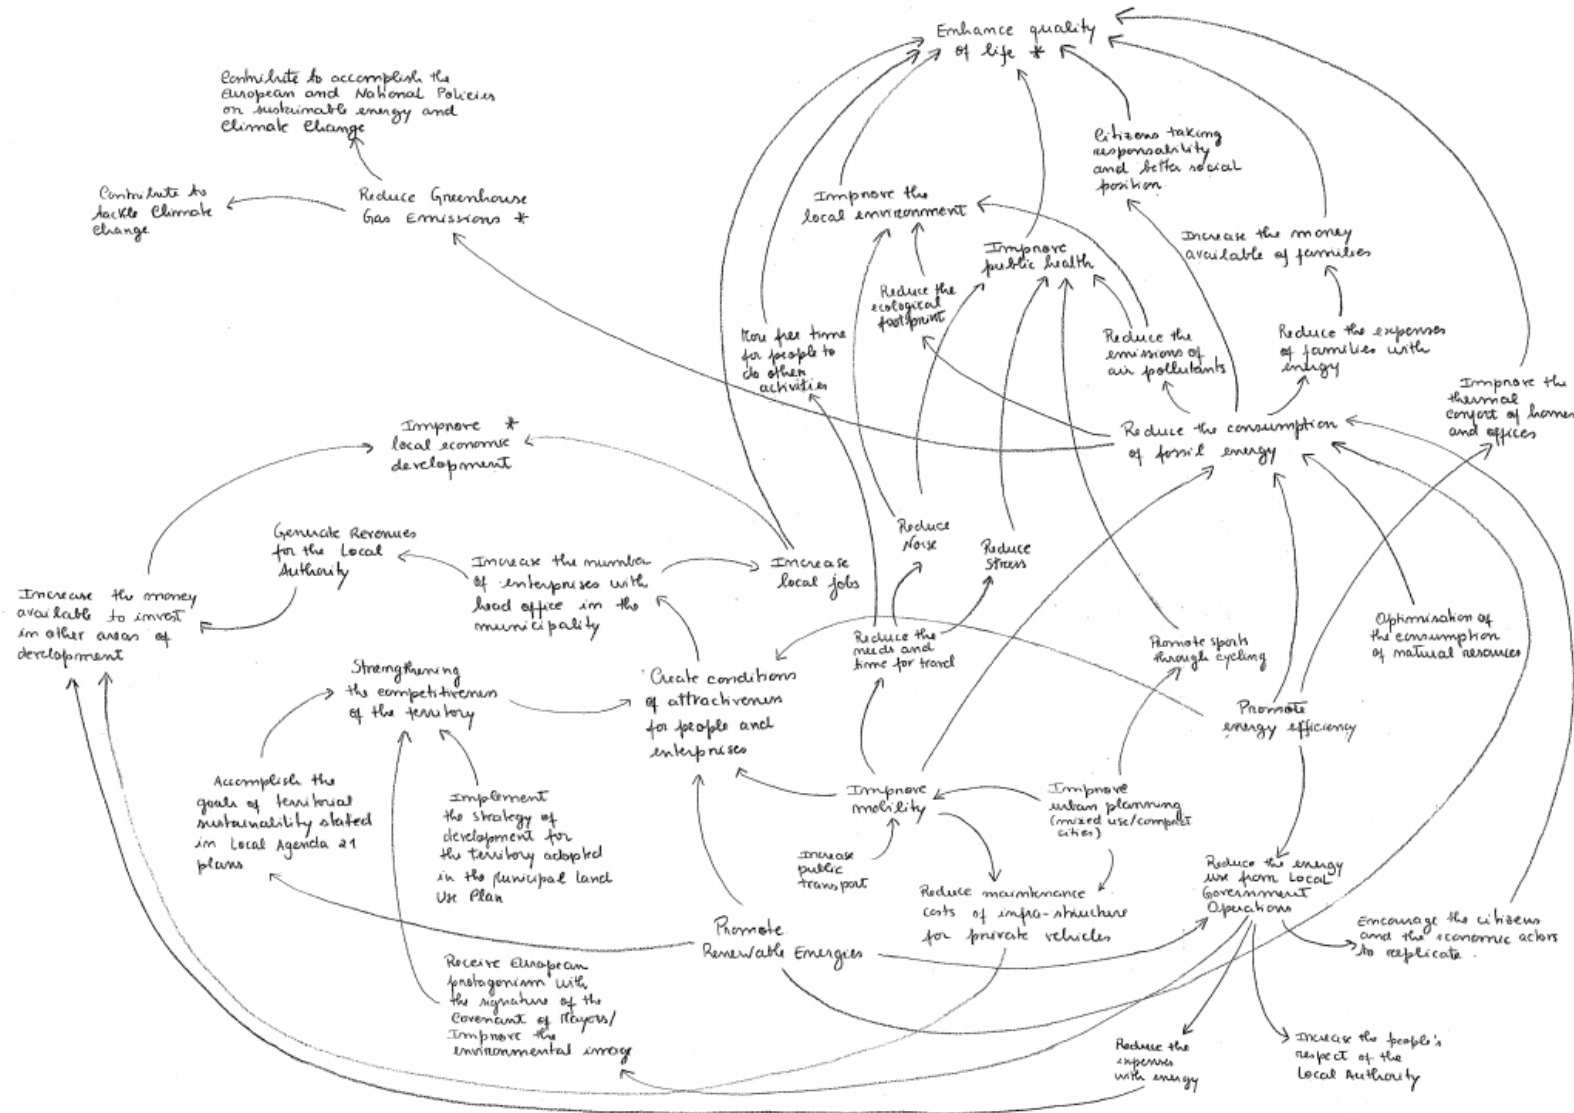 Enhance quality
of life *
Contribute to accomplish the
European and National Policies
on sustainable energy and
Climate Change
Citizens taking
responsability
and better social
position
Contribute to
tackle Climate
Change
Reduce Greenhouse
Gas Emissions *
Improve the
local environment
Increase the money
available of families
Improve
public health
Reduce the
ecological
footprint
More free time
for people to
do other
activities
Reduce the
emissions of
air pollutants
Reduce the expenses
of families with
energy
Improve the
thermal
confort of homes
and offices
Improve *
local economic
development
Reduce the consumption
of fossil energy
Generate Revenues
for the Local
Authority
Increase the number
of enterprises with
head office in the
municipality
Increase
local jobs
Reduce
Noise
Reduce
Stress
Increase the money
available to invest
in other areas of
development
Strengthening
the competitiveness
of the territory
Create conditions
of attractiveness
for people and
enterprises
Reduce the
needs and
time for travel
Promote sports
through cycling
Optimisation of
the consumption
of natural resources
Promote
energy efficiency
Accomplish the
goals of territorial
sustainability stated
in Local Agenda 21
plans
Implement
the strategy of
development for
the territory adopted
in the Municipal Land
Use Plan
Improve
mobility
Improve
urban planning
(mixed use/compact
cities)
Increase
public
transport
Reduce maintenance
costs of infra-structure
for private vehicles
Reduce the energy
use from Local
Government
Operations
Encourage the citizens
and the economic actors
to replicate.
Promote
Renewable Energies
Receive European
protagonism with
the signature of the
Covenant of Mayors/
Improve the
environmental image
Reduce the
expenses
with energy
Increase the people's
respect of the
Local Authority